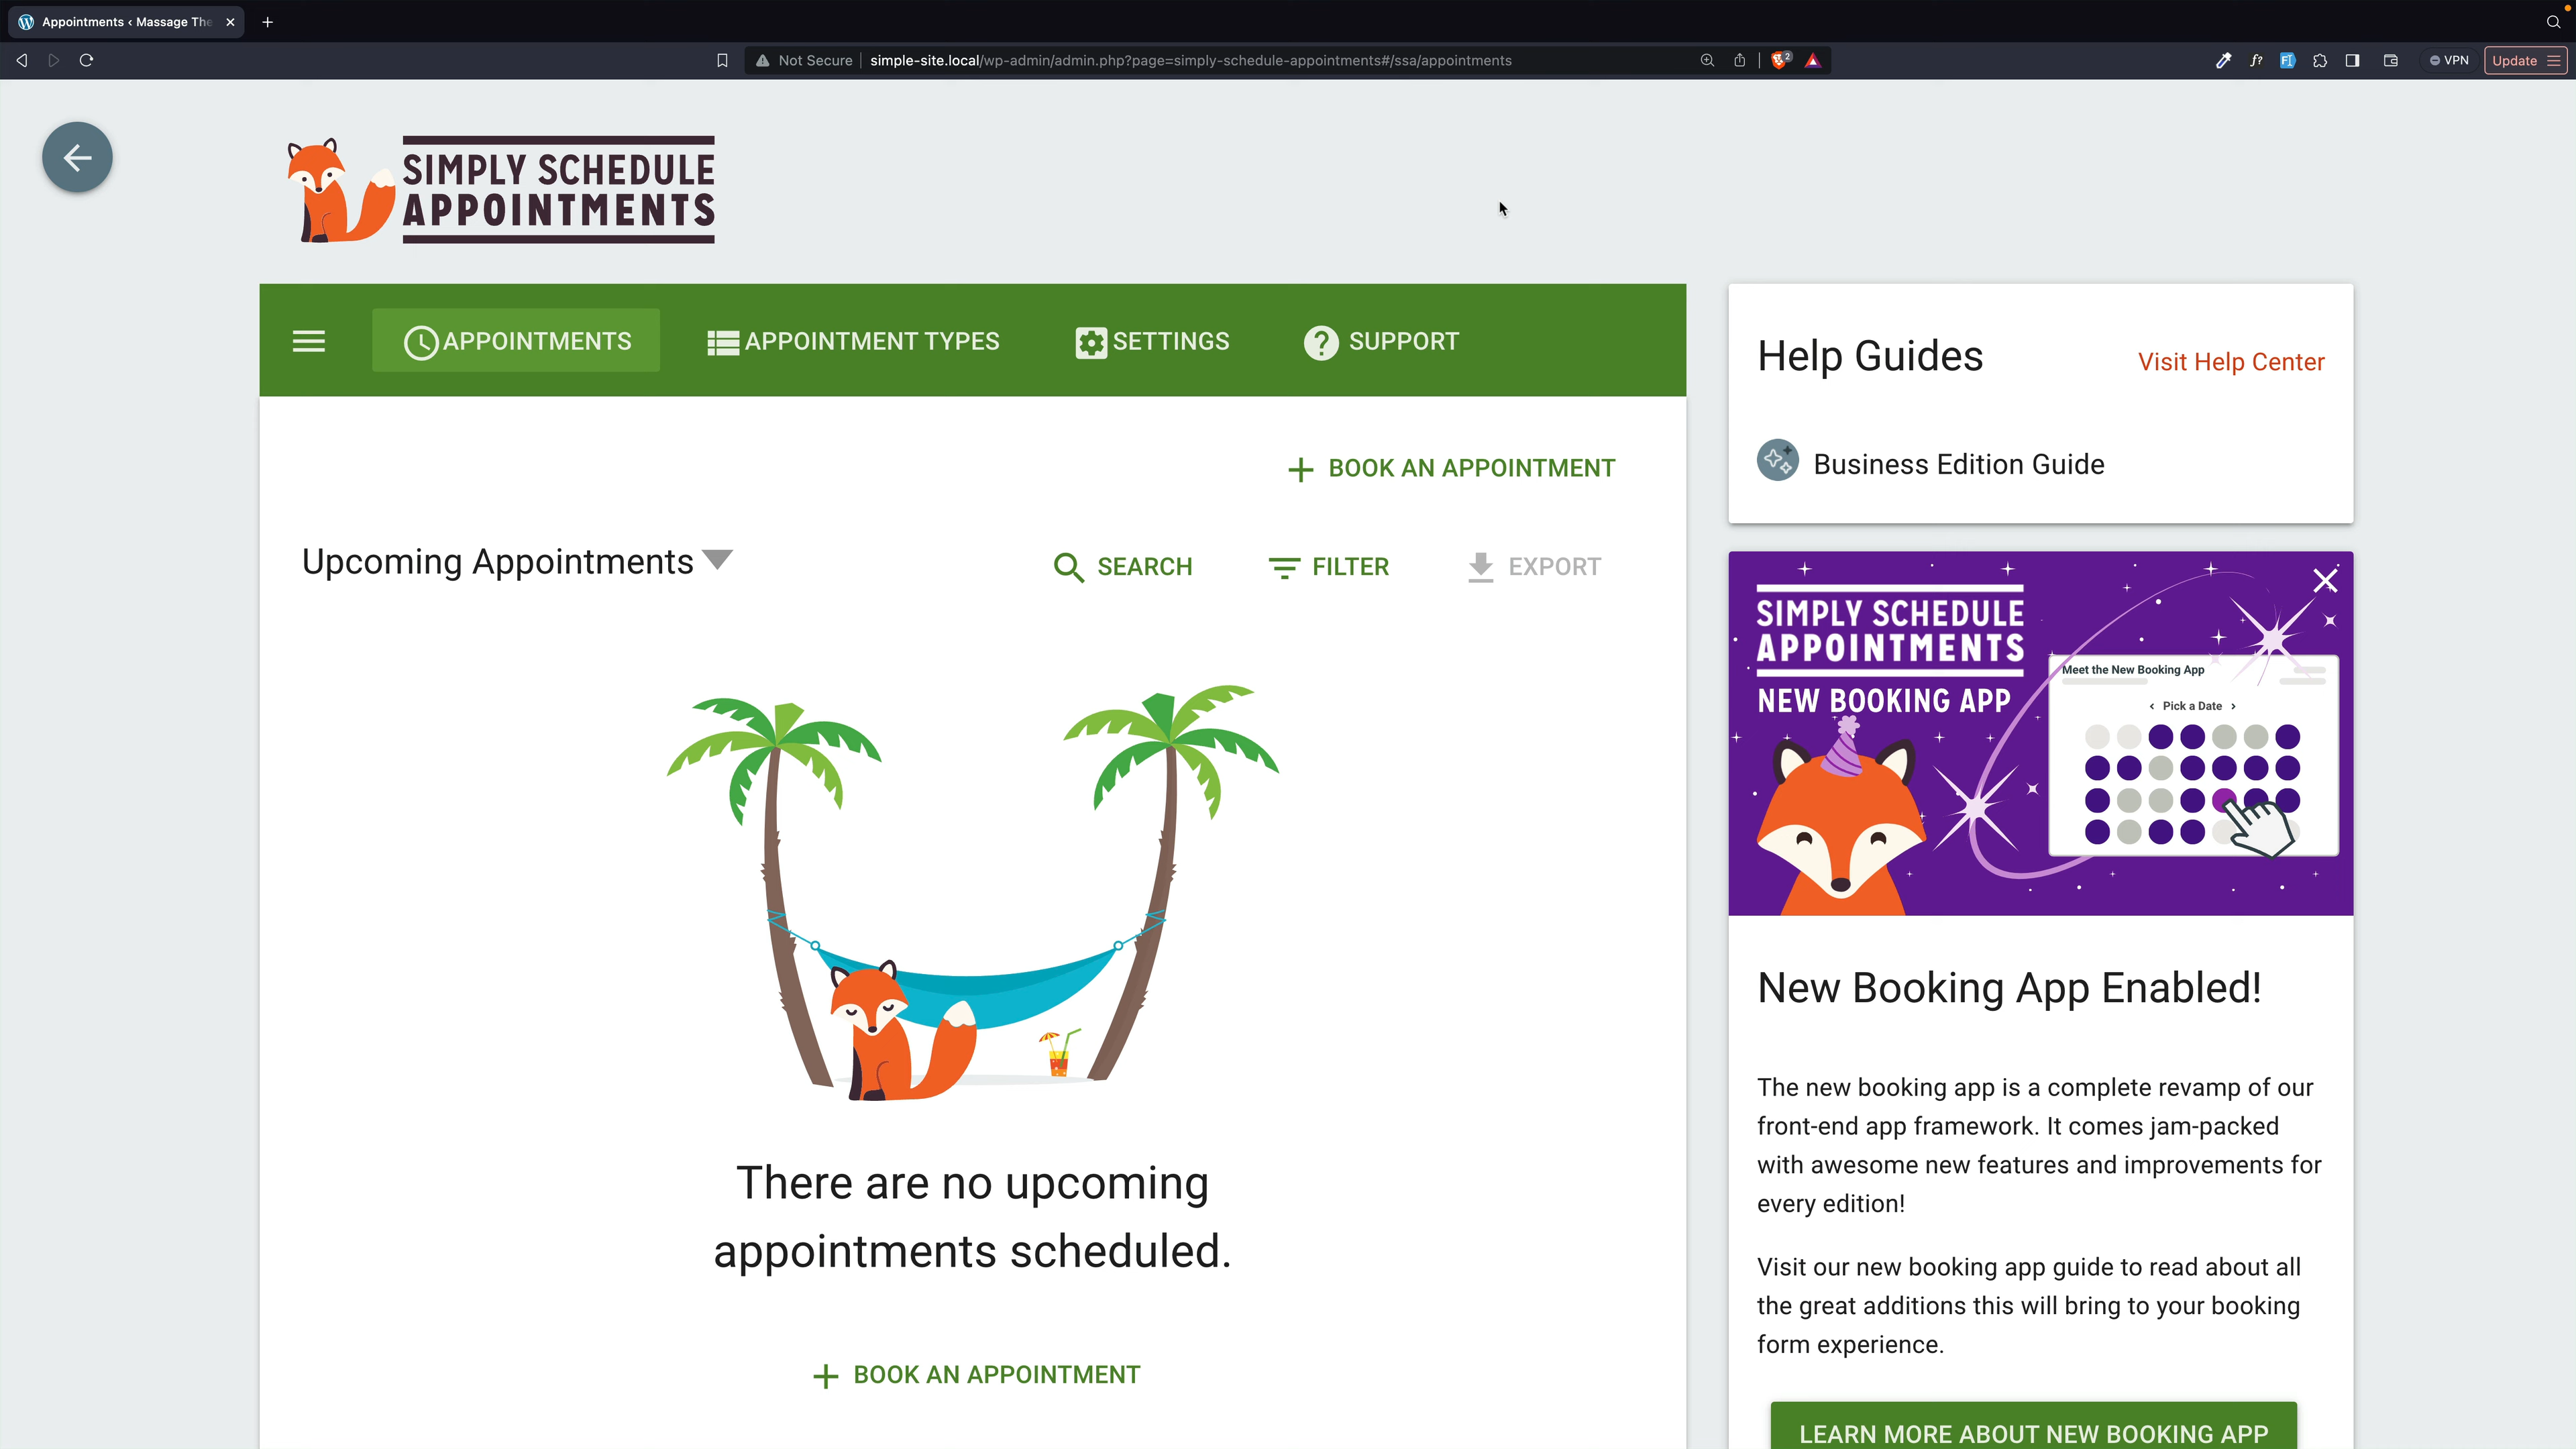 Appointments ‹ Massage The
Not Secure
simple-site.local/wp-admin/admin.php?page=simply-schedule-appointments#/ssa/appointments
2
f?
VPN
Update
SIMPLY SCHEDULE
APPOINTMENTS
APPOINTMENTS
APPOINTMENT TYPES
SETTINGS
SUPPORT
BOOK AN APPOINTMENT
Upcoming Appointments
SEARCH
FILTER
EXPORT
There are no upcoming
appointments scheduled.
BOOK AN APPOINTMENT
Help Guides
Visit Help Center
Business Edition Guide
SIMPLY SCHEDULE
APPOINTMENTS
NEW BOOKING APP
Meet the New Booking App
‹ Pick a Date ›
New Booking App Enabled!
The new booking app is a complete revamp of our
front-end app framework. It comes jam-packed
with awesome new features and improvements for
every edition!
Visit our new booking app guide to read about all
the great additions this will bring to your booking
form experience.
LEARN MORE ABOUT NEW BOOKING APP